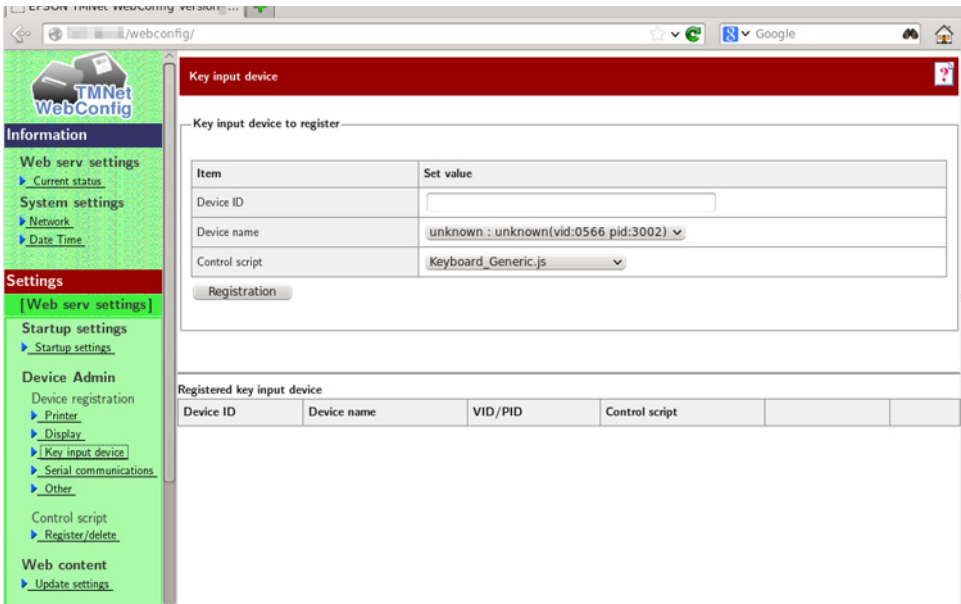 EPSON TMNet WebConfig Version ...
/webconfig/
Google
TMNet
WebConfig
Information
Web serv settings
Current status
System settings
Network
Date Time
Settings
[Web serv settings]
Startup settings
Startup settings
Device Admin
Device registration
Printer
Display
Key input device
Serial communications
Other
Control script
Register/delete
Web content
Update settings
Key input device
?
Key input device to register
Item Set value
Device ID
Device name unknown : unknown(vid:0566 pid:3002)
Control script Keyboard_Generic.js
Registration
Registered key input device
Device ID Device name VID/PID Control script